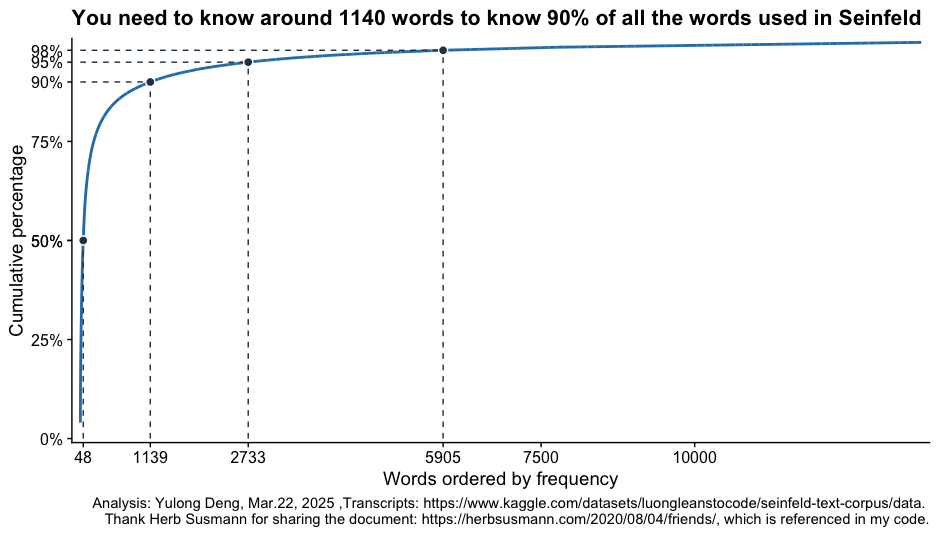 You need to know around 1140 words to know 90% of all the words used in Seinfeld
98%
95%
90%
75%
50%
25%
0%
Cumulative percentage
48 1139 2733 5905 7500 10000
Words ordered by frequency
Analysis: Yulong Deng, Mar.22, 2025 ,Transcripts: https://www.kaggle.com/datasets/luongleanstocode/seinfeld-text-corpus/data.
Thank Herb Susmann for sharing the document: https://herbsusmann.com/2020/08/04/friends/, which is referenced in my code.